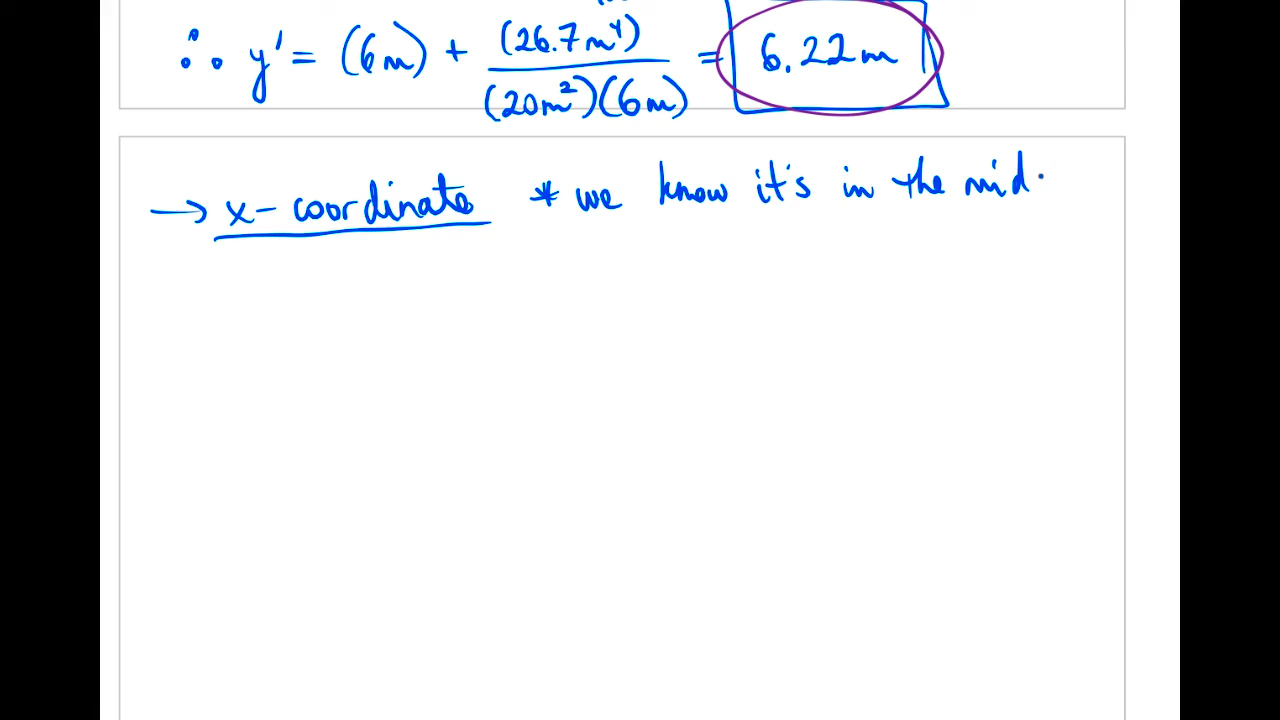 ∴ y' = (6m) + (26.7m⁴) / (20m²)(6m) = 6.22m
→ x-coordinate * we know it's in the mid.